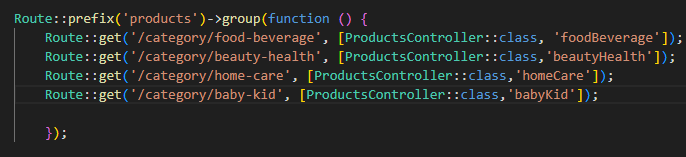 Route::prefix('products')->group(function () {
    Route::get('/category/food-beverage', [ProductsController::class, 'foodBeverage']);
    Route::get('/category/beauty-health', [ProductsController::class,'beautyHealth']);
    Route::get('/category/home-care', [ProductsController::class,'homeCare']);
    Route::get('/category/baby-kid', [ProductsController::class,'babyKid']);
    });